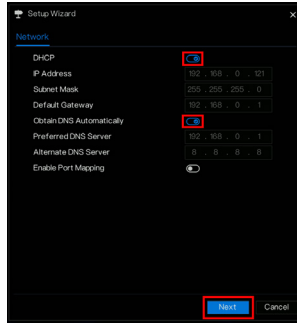 Setup Wizard
Network
DHCP
IP Address 192 . 168 . 0 . 121
Subnet Mask 255 . 255 . 255 . 0
Default Gateway 192 . 168 . 0 . 1
Obtain DNS Automatically
Preferred DNS Server 192 . 168 . 0 . 1
Alternate DNS Server 8 . 8 . 8 . 8
Enable Port Mapping
Next Cancel